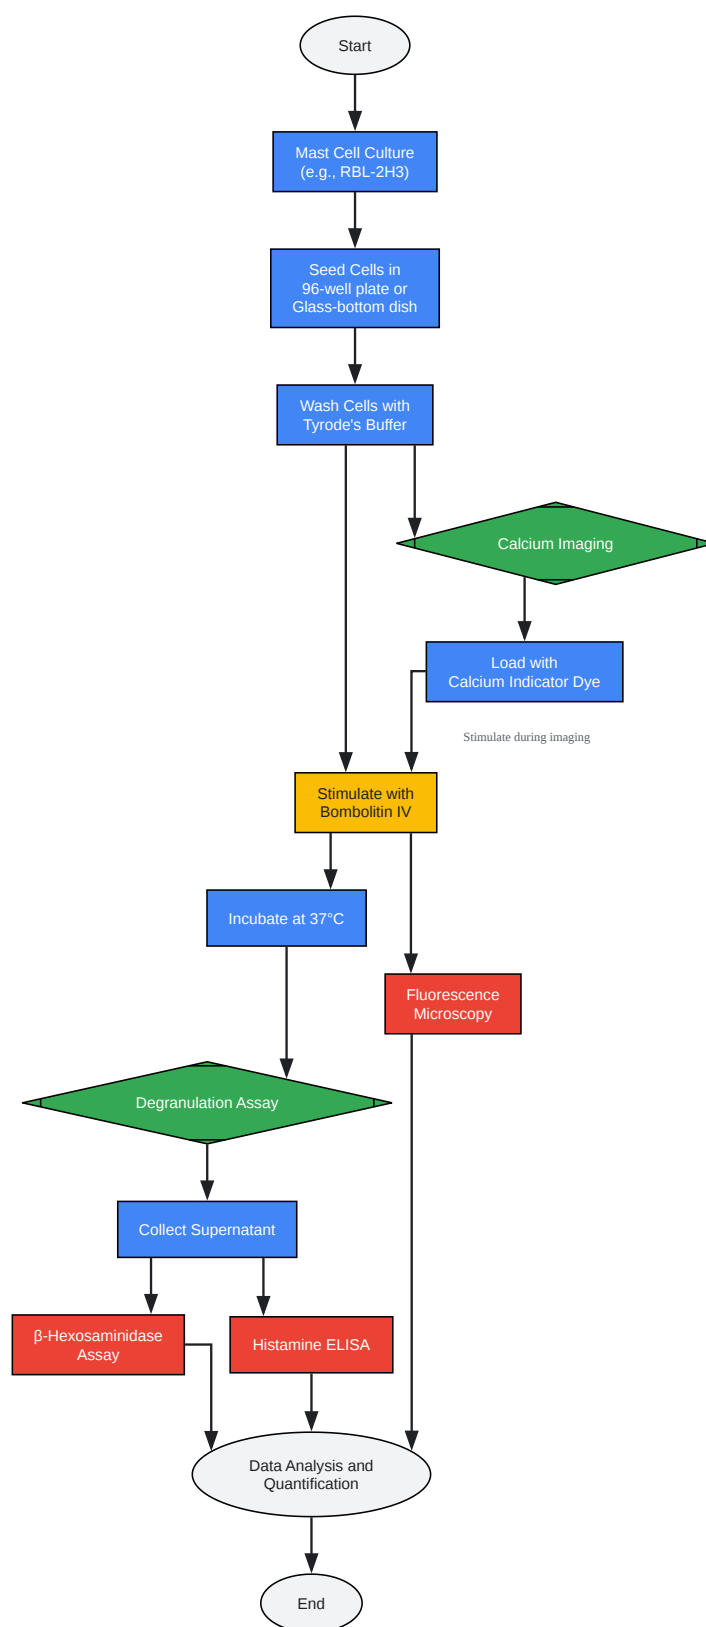 Start
Mast Cell Culture
(e.g., RBL-2H3)
Seed Cells in
96-well plate or
Glass-bottom dish
Wash Cells with
Tyrode's Buffer
Calcium Imaging
Load with
Calcium Indicator Dye
Stimulate during imaging
Stimulate with
Bombolitin IV
Incubate at 37°C
Fluorescence
Microscopy
Degranulation Assay
Collect Supernatant
β-Hexosaminidase
Assay
Histamine ELISA
Data Analysis and
Quantification
End